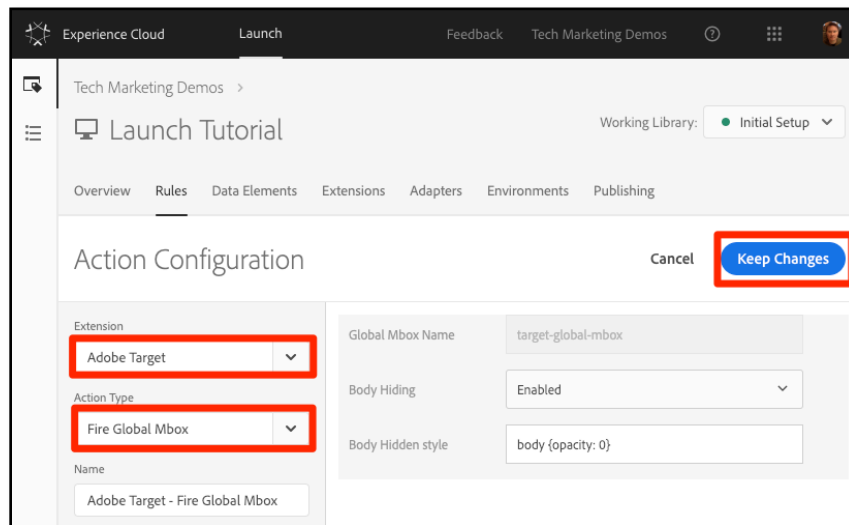 Experience Cloud Launch Feedback Tech Marketing Demos ?
Tech Marketing Demos >
Launch Tutorial Working Library: Initial Setup
Overview Rules Data Elements Extensions Adapters Environments Publishing
Action Configuration Cancel Keep Changes
Extension
Adobe Target
Action Type
Fire Global Mbox
Name
Adobe Target - Fire Global Mbox
Global Mbox Name target-global-mbox
Body Hiding Enabled
Body Hidden style body {opacity: 0}